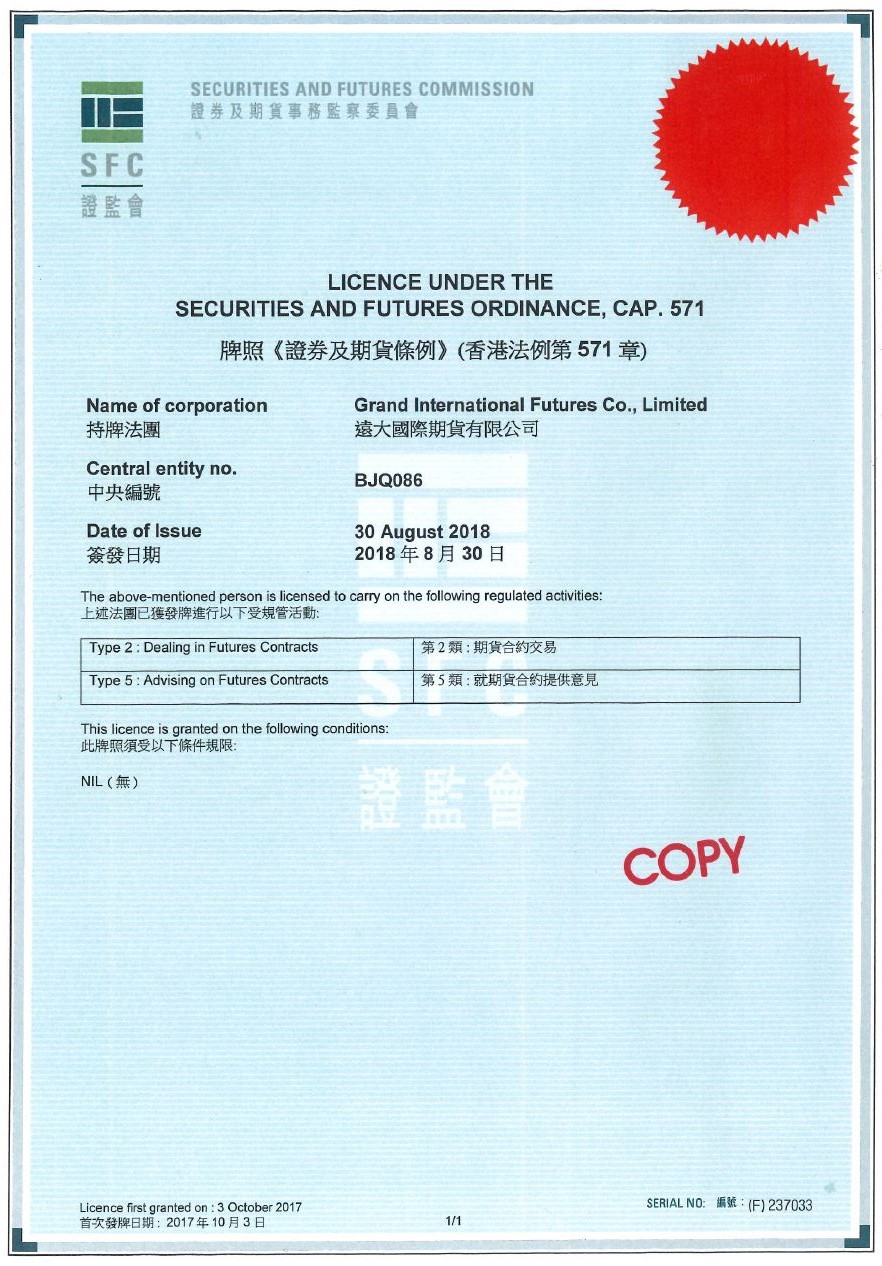 SECURITIES AND FUTURES COMMISSION
證券及期貨事務監察委員會
SFC
證監會
LICENCE UNDER THE
SECURITIES AND FUTURES ORDINANCE, CAP. 571
牌照《證券及期貨條例》(香港法例第 571 章)
Name of corporation Grand International Futures Co., Limited
持牌法團 遠大國際期貨有限公司
Central entity no. BJQ086
中央編號
Date of Issue 30 August 2018
簽發日期 2018 年 8 月 30 日
The above-mentioned person is licensed to carry on the following regulated activities:
上述法團已獲發牌進行以下受規管活動:
Type 2 : Dealing in Futures Contracts 第 2 類 : 期貨合約交易
Type 5 : Advising on Futures Contracts 第 5 類 : 就期貨合約提供意見
SFC
This licence is granted on the following conditions:
此牌照須受以下條件規限:
NIL ( 無 )
證監會
COPY
Licence first granted on : 3 October 2017
首次發牌日期 : 2017 年 10 月 3 日
1/1
SERIAL NO: 編號 : (F) 237033